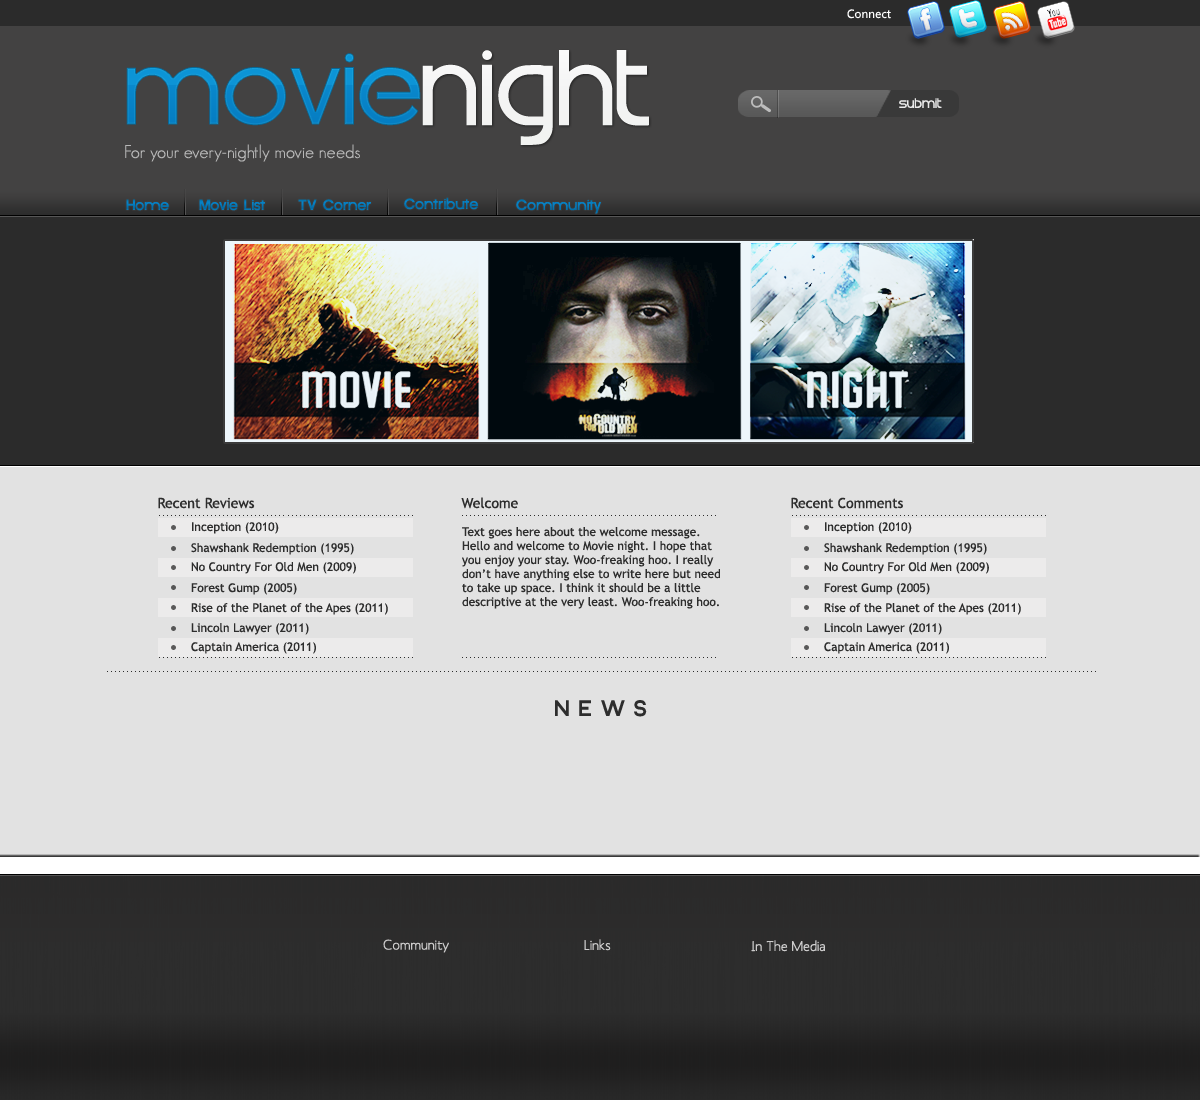 Connect
You
Tube
movienight
submit
For your every-nightly movie needs
Home
Movie List
TV Corner
Contribute
Community
MOVIE
NO COUNTRY
FOR OLD MEN
NIGHT
Recent Reviews
Inception (2010)
Shawshank Redemption (1995)
No Country For Old Men (2009)
Forest Gump (2005)
Rise of the Planet of the Apes (2011)
Lincoln Lawyer (2011)
Captain America (2011)
Welcome
Text goes here about the welcome message.
Hello and welcome to Movie night. I hope that
you enjoy your stay. Woo-freaking hoo. I really
don't have anything else to write here but need
to take up space. I think it should be a little
descriptive at the very least. Woo-freaking hoo.
Recent Comments
Inception (2010)
Shawshank Redemption (1995)
No Country For Old Men (2009)
Forest Gump (2005)
Rise of the Planet of the Apes (2011)
Lincoln Lawyer (2011)
Captain America (2011)
NEWS
Community
Links
In The Media